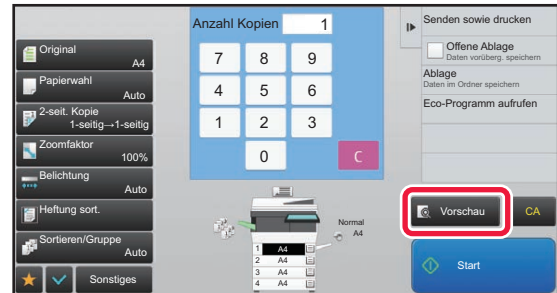 Original
A4
Papierwahl
Auto
2-seit. Kopie
1-seitig→1-seitig
Zoomfaktor
100%
Belichtung
Auto
Heftung sort.
Sortieren/Gruppe
Auto
Sonstiges
Anzahl Kopien 1
7 8 9
4 5 6
1 2 3
0 C
Normal
A4
1 A4
2 A4
3 A4
4 A4
Senden sowie drucken
Offene Ablage
Daten vorüberg. speichern
Ablage
Daten im Ordner speichern
Eco-Programm aufrufen
Vorschau
CA
Start